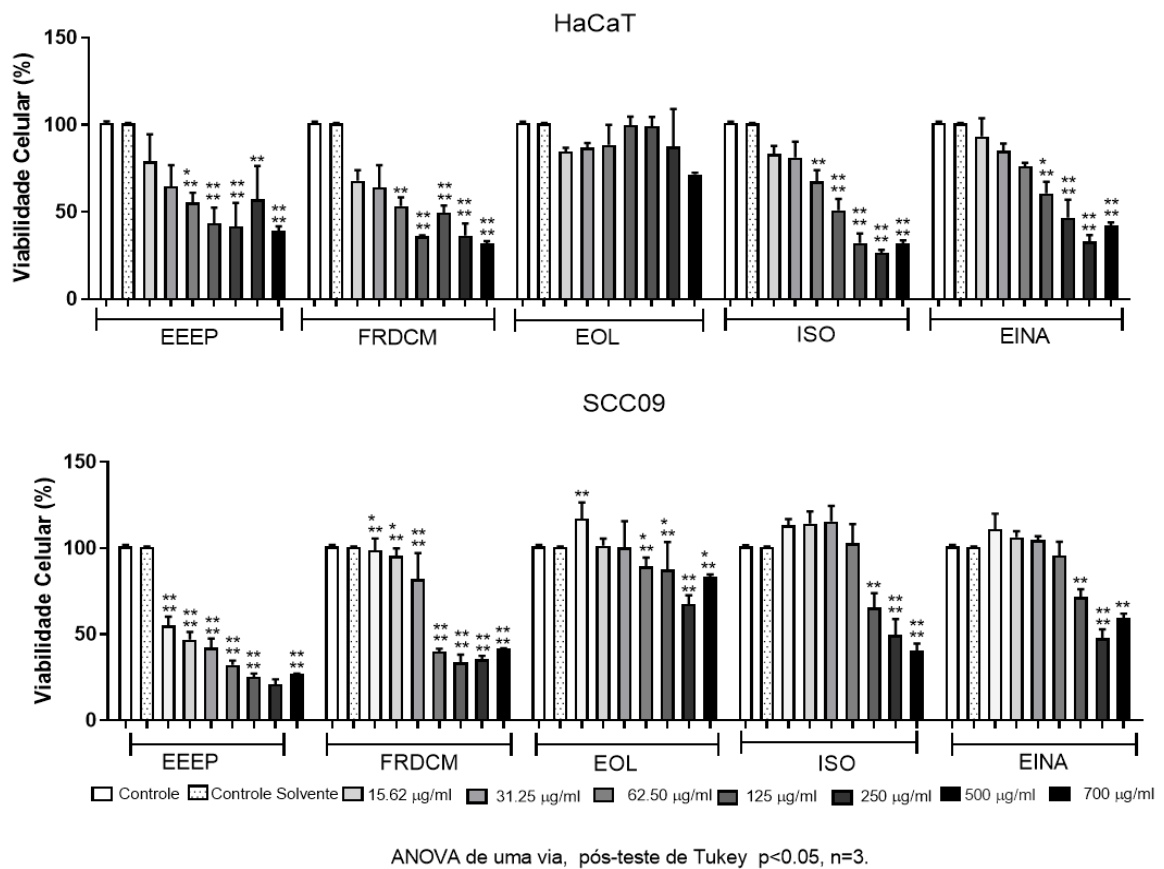 HaCaT
Viabilidade Celular (%)
150
100
50
0
* ** ** ** ** ** ** ** ** **
** ** ** ** ** ** ** ** ** **
** ** ** ** ** ** ** ** **
* ** ** ** ** ** ** **
EEEP FRDCM EOL ISO EINA
SCC09
Viabilidade Celular (%)
150
100
50
0
** ** ** ** ** ** ** ** ** ** ** **
* ** * ** ** ** ** ** ** ** ** ** ** **
** * ** * ** ** ** * **
** ** ** ** **
** ** ** **
EEEP FRDCM EOL ISO EINA
Controle Controle Solvente 15.62 µg/ml 31.25 µg/ml 62.50 µg/ml 125 µg/ml 250 µg/ml 500 µg/ml 700 µg/ml
ANOVA de uma via, pós-teste de Tukey p<0.05, n=3.